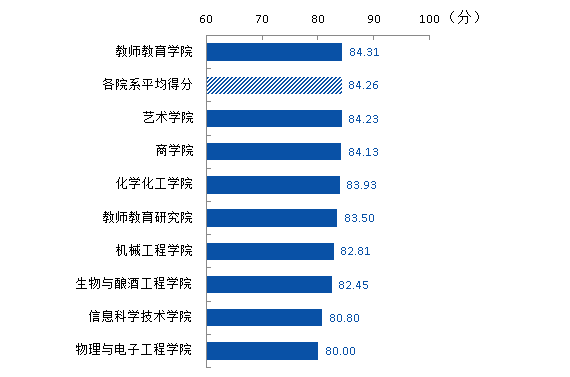 60 70 80 90 100（分）
教师教育学院 84.31
各院系平均得分 84.26
艺术学院 84.23
商学院 84.13
化学化工学院 83.93
教师教育研究院 83.50
机械工程学院 82.81
生物与酿酒工程学院 82.45
信息科学技术学院 80.80
物理与电子工程学院 80.00